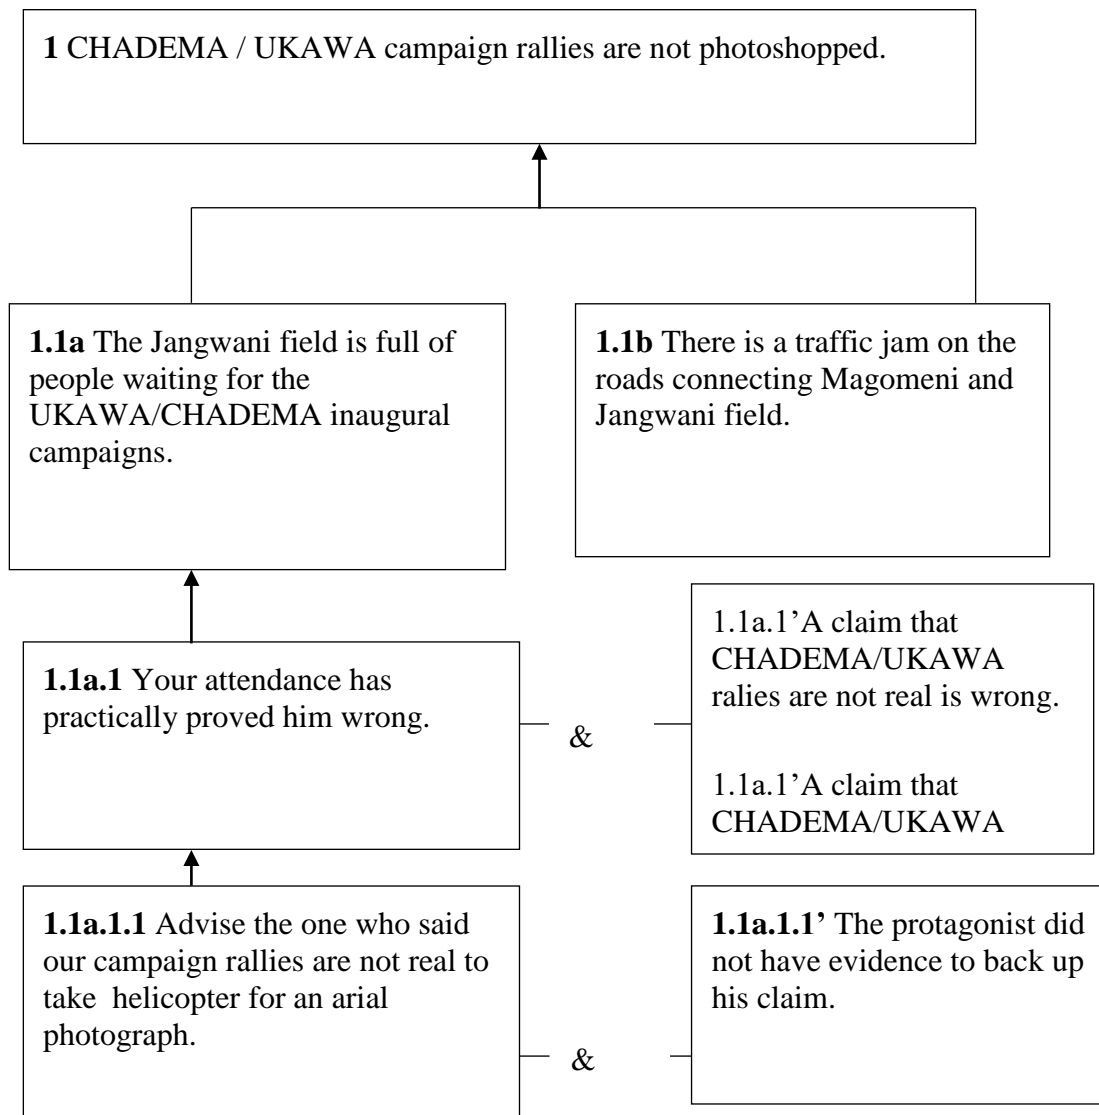 1 CHADEMA / UKAWA campaign rallies are not photoshopped.
1.1a The Jangwani field is full of
people waiting for the
UKAWA/CHADEMA inaugural
campaigns.
1.1b There is a traffic jam on the
roads connecting Magomeni and
Jangwani field.
1.1a.1 Your attendance has
practically proved him wrong.
&
1.1a.1’A claim that
CHADEMA/UKAWA
ralies are not real is wrong.
1.1a.1’A claim that
CHADEMA/UKAWA
1.1a.1.1 Advise the one who said
our campaign rallies are not real to
take helicopter for an arial
photograph.
&
1.1a.1.1’ The protagonist did
not have evidence to back up
his claim.